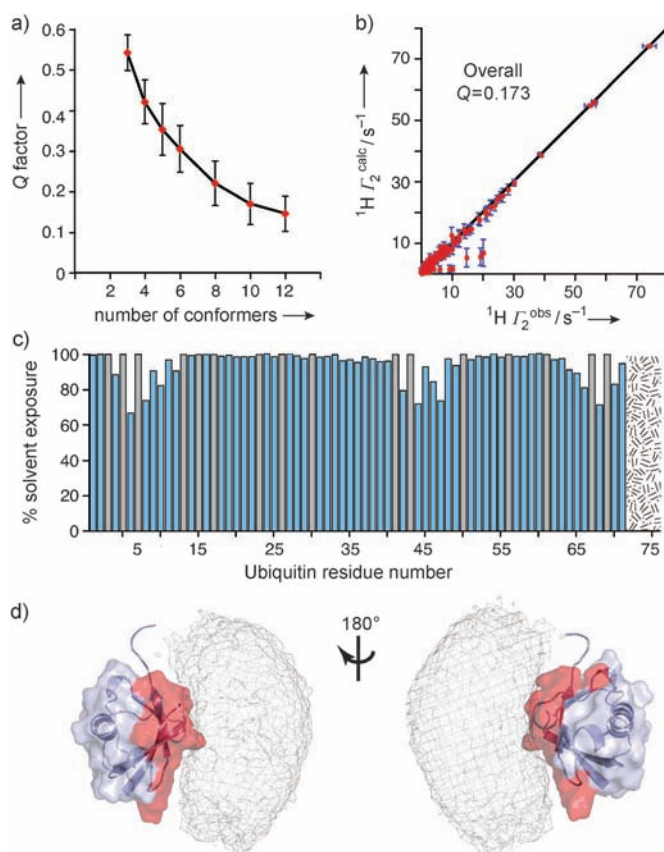 a)
Q factor
0.6
0.5
0.4
0.3
0.2
0.1
0
2 4 6 8 10 12
number of conformers
b)
Overall
Q=0.173
¹H Γ₂ᶜᵃˡᶜ/s⁻¹
70
50
30
10
10 30 50 70
¹H Γ₂ᵒᵇˢ/s⁻¹
c)
% solvent exposure
100
80
60
40
20
0
5 15 25 35 45 55 65 75
Ubiquitin residue number
d)
180°